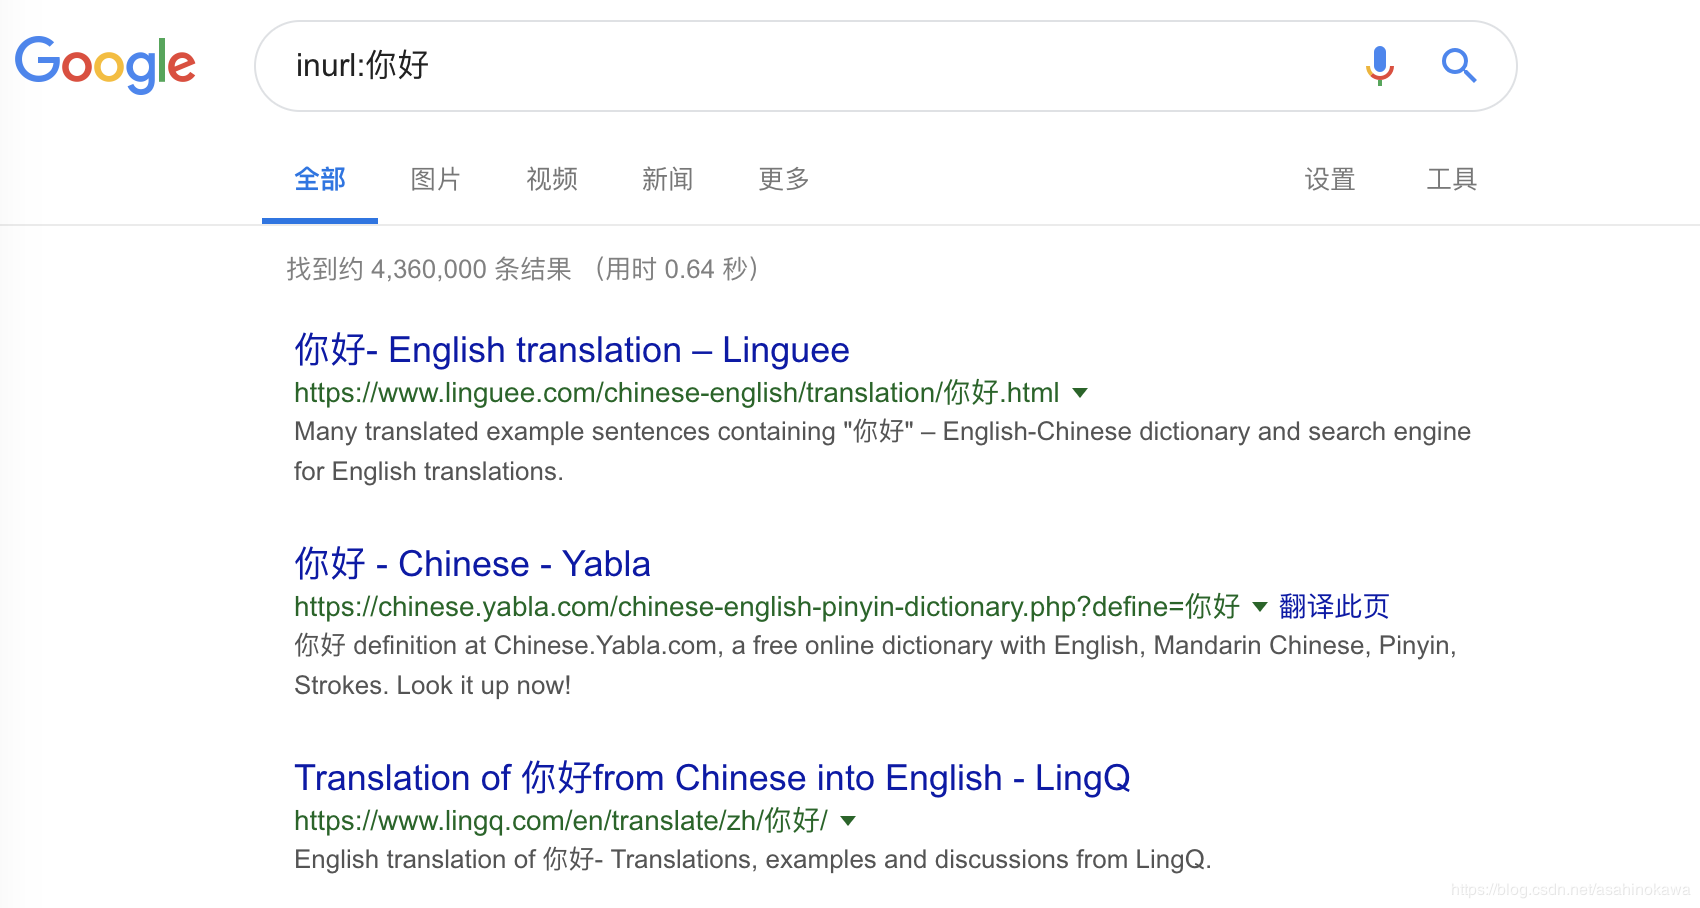 Google
inurl:你好
全部 图片 视频 新闻 更多 设置 工具
找到约 4,360,000 条结果 （用时 0.64 秒）
你好- English translation – Linguee
https://www.linguee.com/chinese-english/translation/你好.html
Many translated example sentences containing "你好" – English-Chinese dictionary and search engine
for English translations.
你好 - Chinese - Yabla
https://chinese.yabla.com/chinese-english-pinyin-dictionary.php?define=你好 翻译此页
你好 definition at Chinese.Yabla.com, a free online dictionary with English, Mandarin Chinese, Pinyin,
Strokes. Look it up now!
Translation of 你好from Chinese into English - LingQ
https://www.lingq.com/en/translate/zh/你好/
English translation of 你好- Translations, examples and discussions from LingQ.
https://blog.csdn.net/asahinokawa